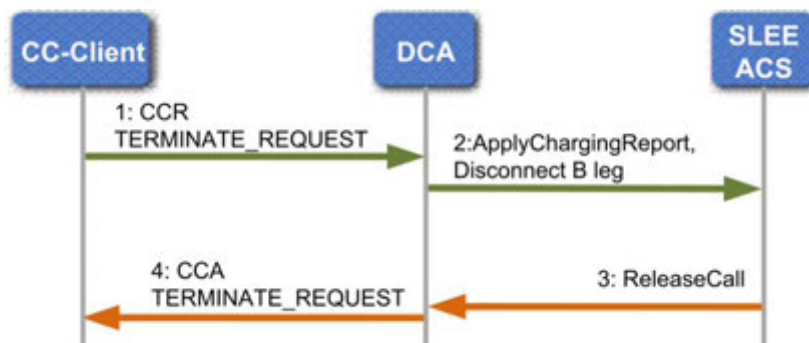 CC-Client
DCA
SLEE
ACS
1: CCR
TERMINATE_REQUEST
2:ApplyChargingReport,
Disconnect B leg
4: CCA
TERMINATE_REQUEST
3: ReleaseCall